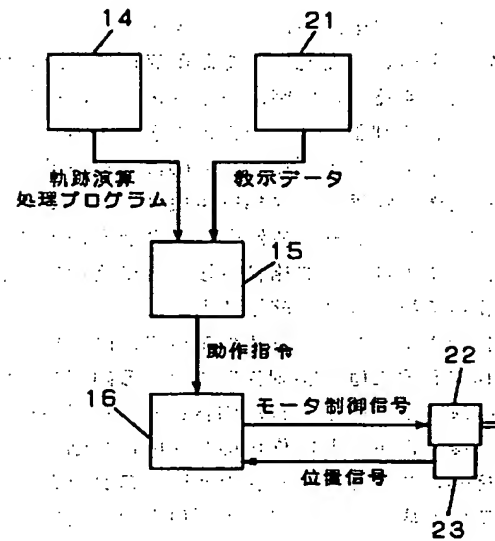 14
21
軌跡演算
処理プログラム
教示データ
15
動作指令
16
モータ制御信号
22
位置信号
23